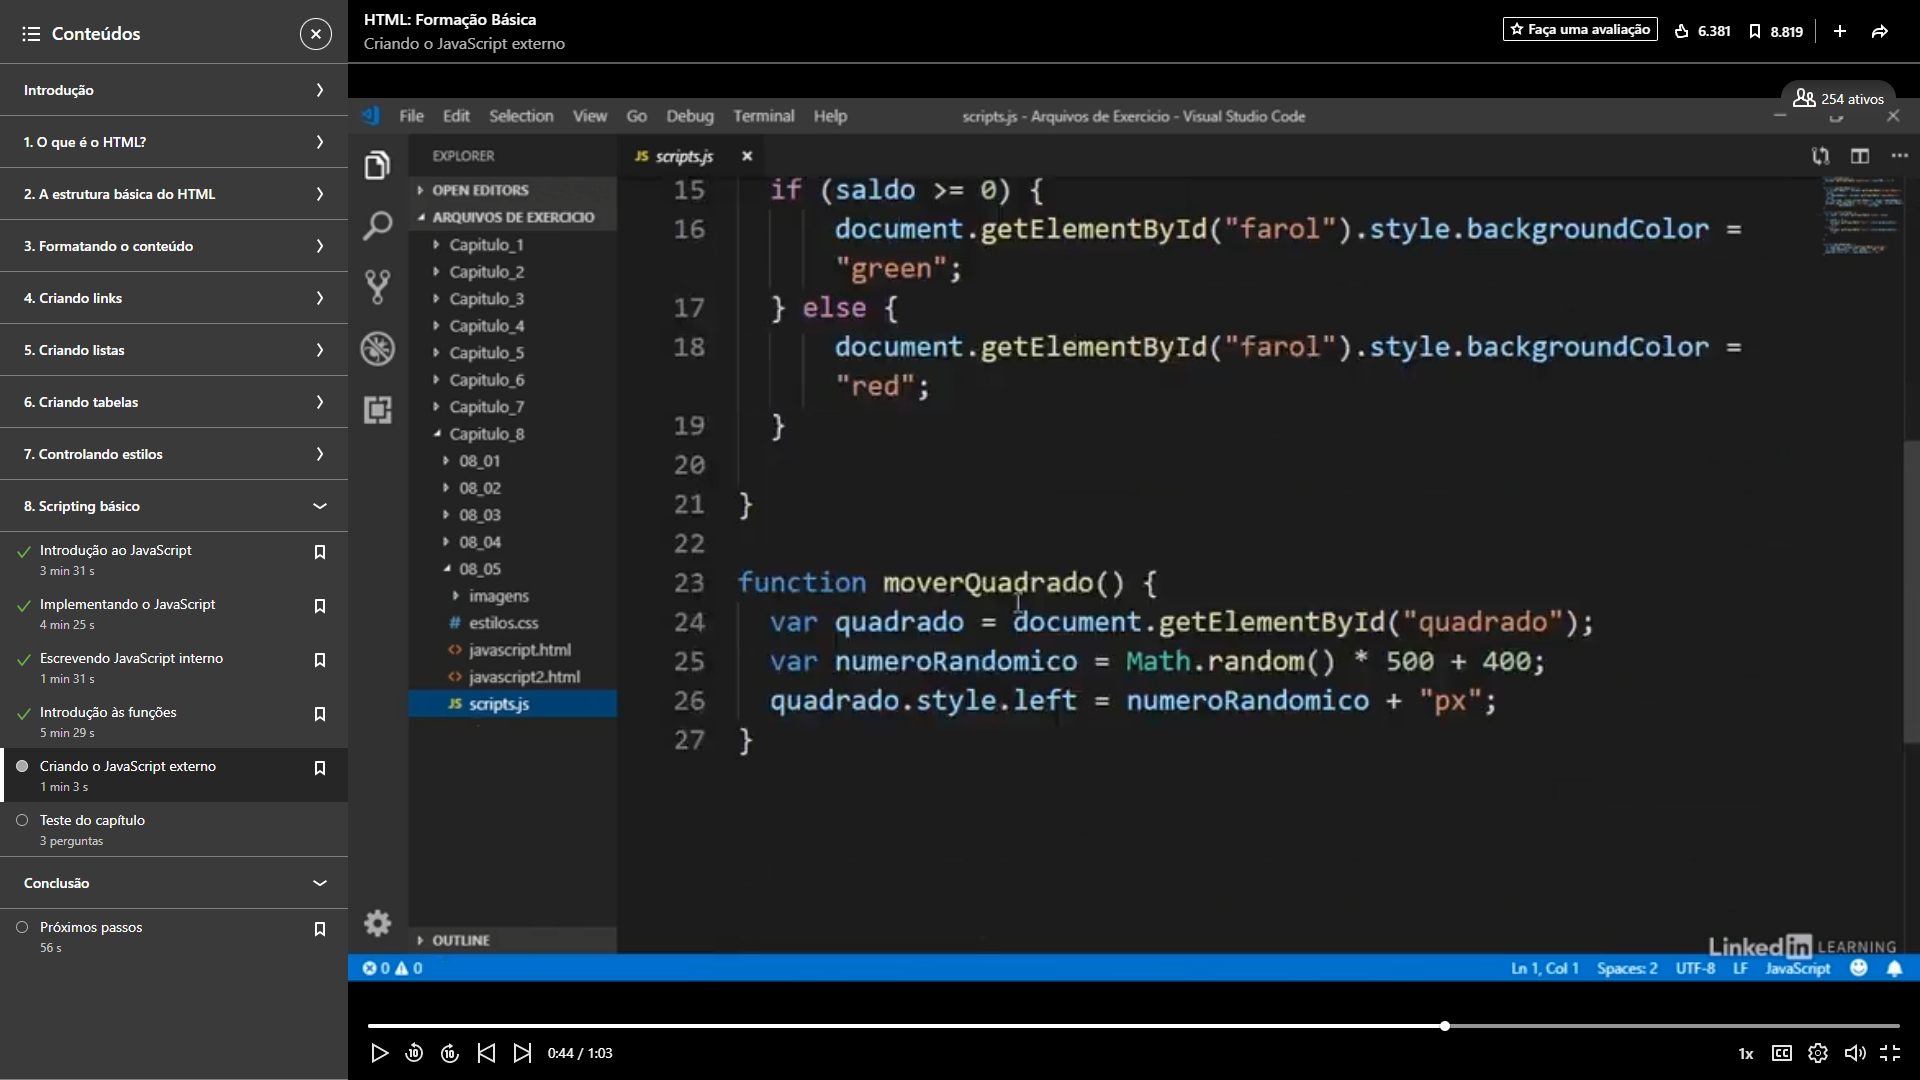 Conteúdos
Introdução
1. O que é o HTML?
2. A estrutura básica do HTML
3. Formatando o conteúdo
4. Criando links
5. Criando listas
6. Criando tabelas
7. Controlando estilos
8. Scripting básico
Introdução ao JavaScript
3 min 31 s
Implementando o JavaScript
4 min 25 s
Escrevendo JavaScript interno
1 min 31 s
Introdução às funções
5 min 29 s
Criando o JavaScript externo
1 min 3 s
Teste do capítulo
3 perguntas
Conclusão
Próximos passos
56 s
HTML: Formação Básica
Criando o JavaScript externo
Faça uma avaliação
6.381
8.819
254 ativos
File Edit Selection View Go Debug Terminal Help
scripts.js - Arquivos de Exercicio - Visual Studio Code
EXPLORER
OPEN EDITORS
ARQUIVOS DE EXERCICIO
Capitulo_1
Capitulo_2
Capitulo_3
Capitulo_4
Capitulo_5
Capitulo_6
Capitulo_7
Capitulo_8
08_01
08_02
08_03
08_04
08_05
imagens
# estilos.css
<> javascript.html
<> javascript2.html
JS scripts.js
OUTLINE
JS scripts.js
15 if (saldo >= 0) {
16 document.getElementById("farol").style.backgroundColor =
"green";
17 } else {
18 document.getElementById("farol").style.backgroundColor =
"red";
19 }
20
21 }
22
23 function moverQuadrado() {
24 var quadrado = document.getElementById("quadrado");
25 var numeroRandomico = Math.random() * 500 + 400;
26 quadrado.style.left = numeroRandomico + "px";
27 }
Linked in LEARNING
0 0
Ln 1, Col 1 Spaces: 2 UTF-8 LF JavaScript
10 10 0:44 / 1:03
1x CC